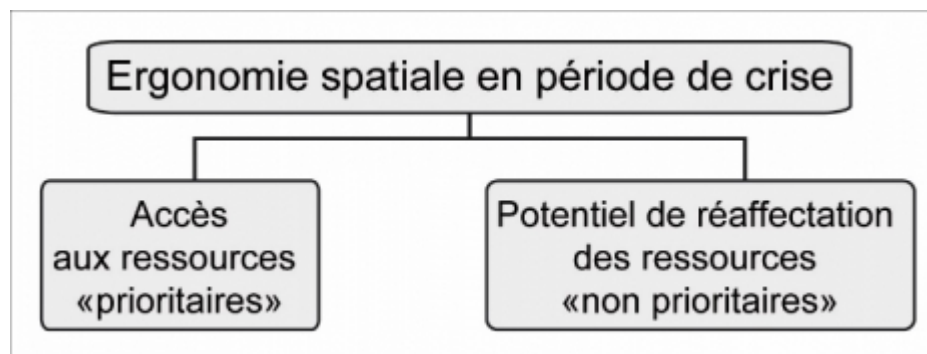 Ergonomie spatiale en période de crise
Accès
aux ressources
«prioritaires»
Potentiel de réaffectation
des ressources
«non prioritaires»